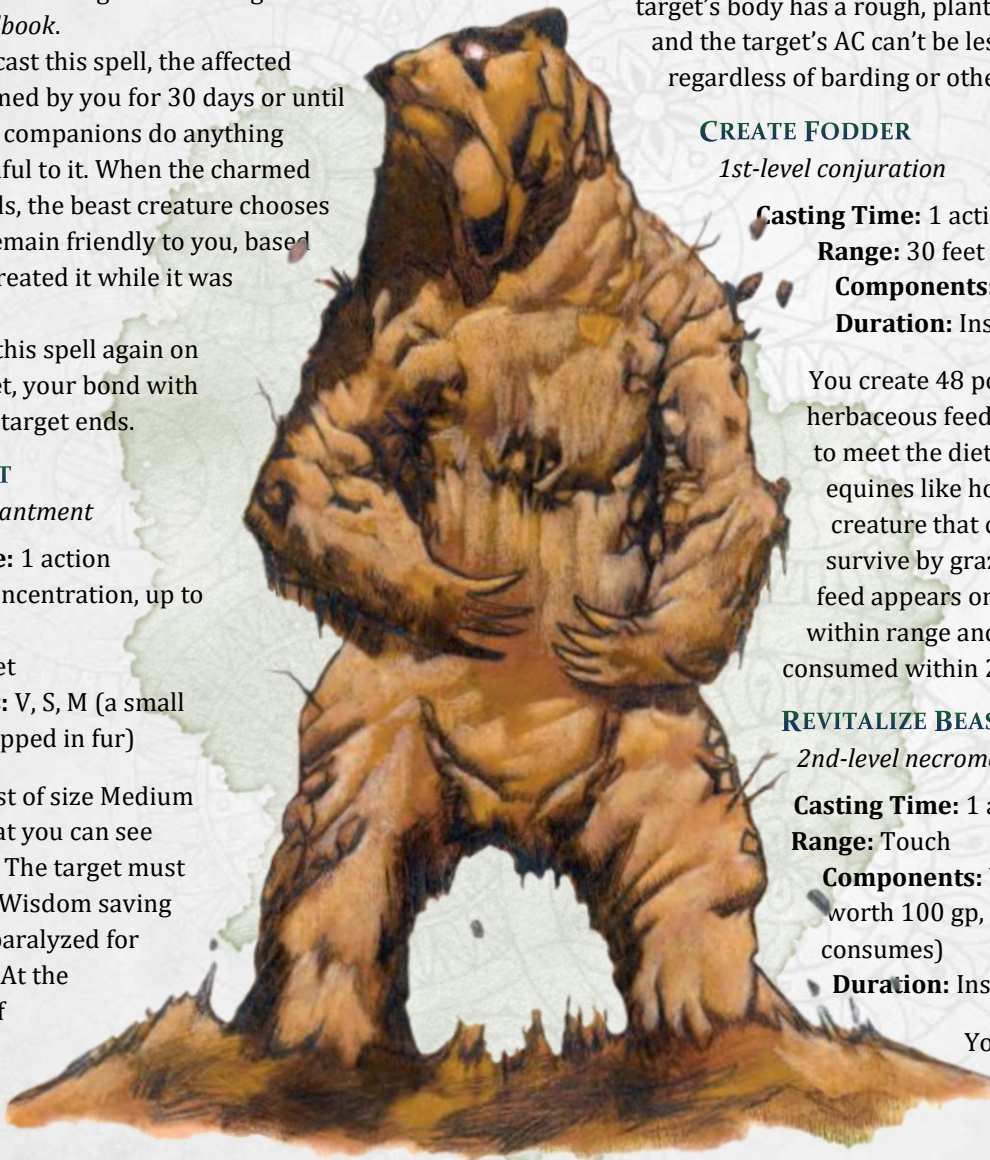 book.
cast this spell, the affected
med by you for 30 days or until
companions do anything
ful to it. When the charmed
ds, the beast creature chooses
emain friendly to you, based
reated it while it was
this spell again on
et, your bond with
target ends.
T
antment
e: 1 action
ncentration, up to
et
s: V, S, M (a small
pped in fur)
st of size Medium
at you can see
The target must
Wisdom saving
paralyzed for
At the
f
target's body has a rough, plant
and the target's AC can't be les
regardless of barding or othe
CREATE FODDER
1st-level conjuration
Casting Time: 1 acti
Range: 30 feet
Components:
Duration: Ins
You create 48 po
herbaceous feed
to meet the diet
equines like ho
creature that c
survive by graz
feed appears on
within range and
consumed within 2
REVITALIZE BEAS
2nd-level necroma
Casting Time: 1 a
Range: Touch
Components: V
worth 100 gp,
consumes)
Duration: Ins
Yo